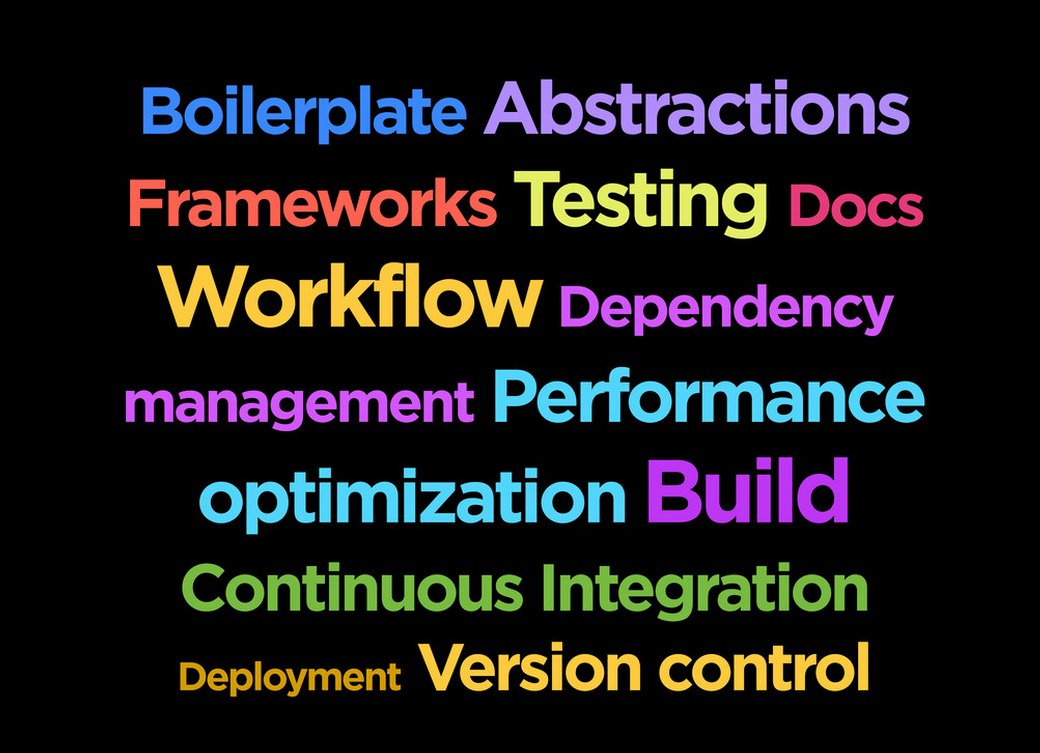 Boilerplate Abstractions
Frameworks Testing Docs
Workflow Dependency
management Performance
optimization Build
Continuous Integration
Deployment Version control